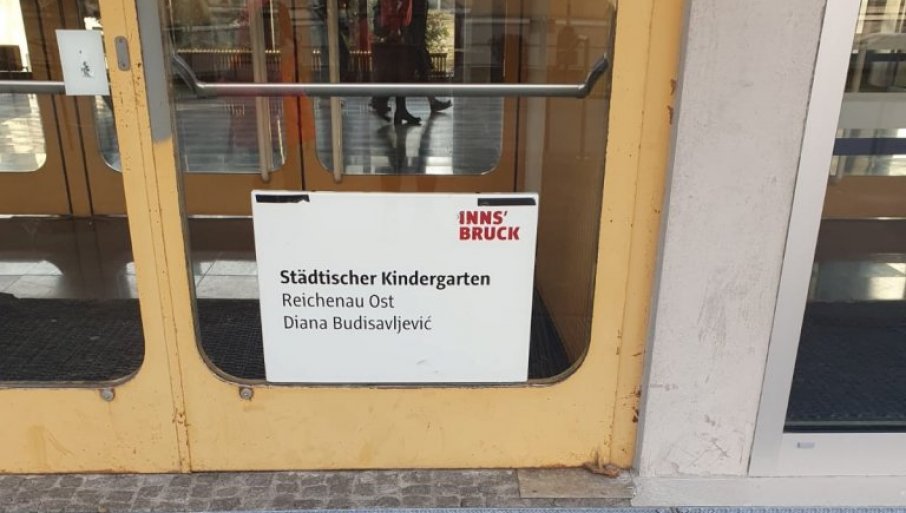 INNS'
BRUCK
Städtischer Kindergarten
Reichenau Ost
Diana Budisavljević